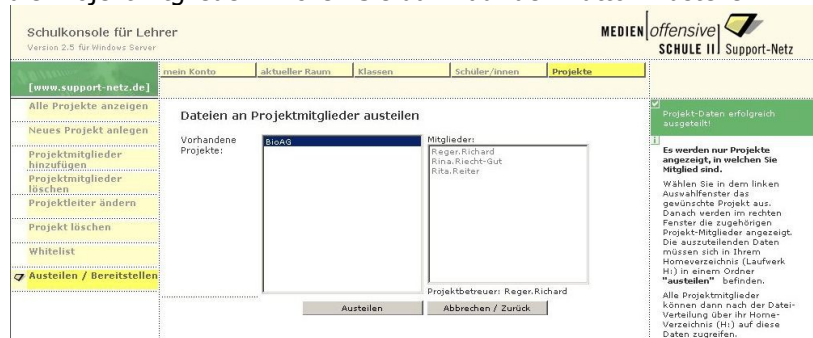 Schulkonsole für Lehrer
Version 2.5 für Windows Server
MEDIEN offensive
SCHULE II Support-Netz
[www.support-netz.de]
mein Konto
aktueller Raum
Klassen
Schüler/innen
Projekte
Alle Projekte anzeigen
Neues Projekt anlegen
Projektmitglieder
hinzufügen
Projektmitglieder
löschen
Projektleiter ändern
Projekt löschen
Whitelist
Austeilen / Bereitstellen
Dateien an Projektmitglieder austeilen
Vorhandene
Projekte:
BioAG
Mitglieder:
Reger.Richard
Rina.Riecht-Gut
Rita.Reiter
Projektbetreuer: Reger.Richard
Austeilen
Abbrechen / Zurück
Projekt-Daten erfolgreich
ausgeteilt!
Es werden nur Projekte
angezeigt, in welchen Sie
Mitglied sind.
Wählen Sie in dem linken
Auswahlfenster das
gewünschte Projekt aus.
Danach werden im rechten
Fenster die zugehörigen
Projekt-Mitglieder angezeigt.
Die auszuteilenden Daten
müssen sich in Ihrem
Homeverzeichnis (Laufwerk
H:) in einem Ordner
"austeilen" befinden.
Alle Projektmitglieder
können dann nach der Datei-
Verteilung über ihr Home-
Verzeichnis (H:) auf diese
Daten zugreifen.